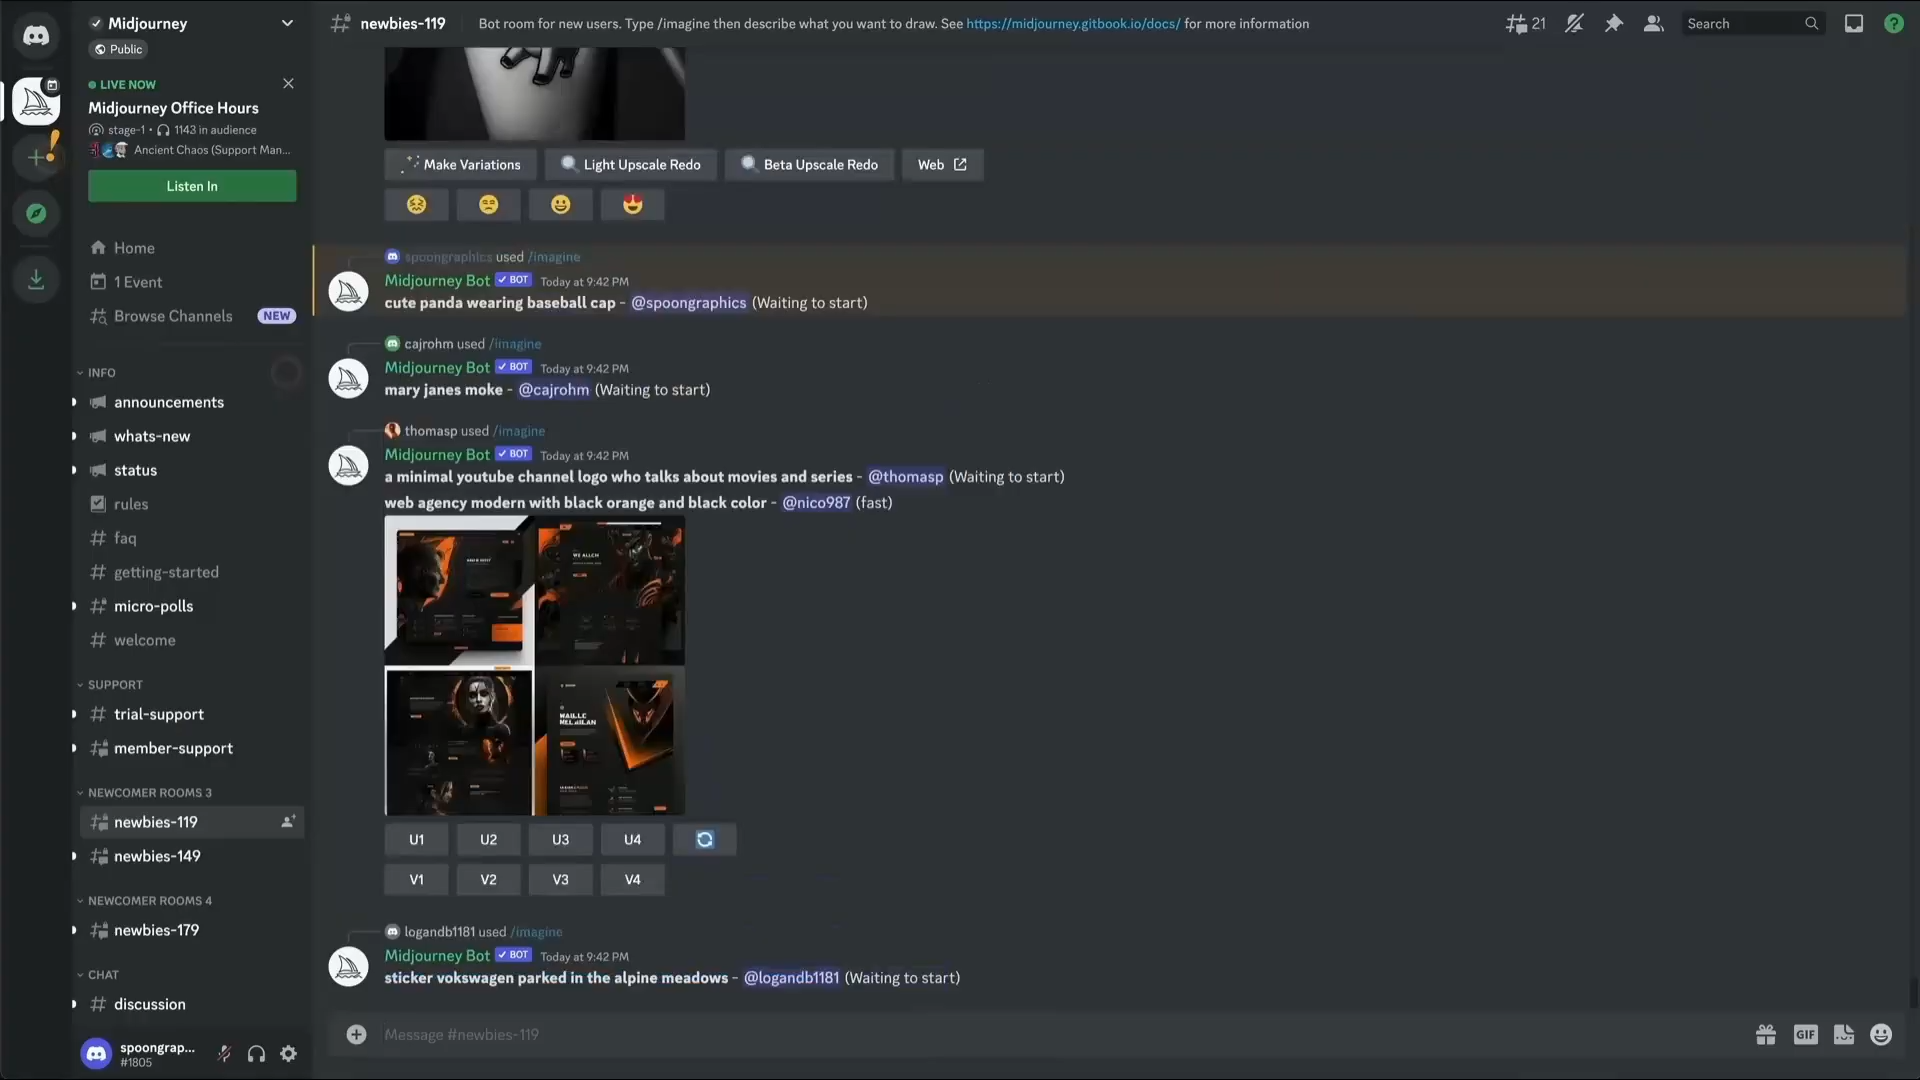 Midjourney
Public
LIVE NOW
Midjourney Office Hours
stage-1 • 1143 in audience
Ancient Chaos (Support Man...
Listen In
Home
1 Event
Browse Channels NEW
INFO
announcements
whats-new
status
rules
faq
getting-started
micro-polls
welcome
SUPPORT
trial-support
member-support
NEWCOMER ROOMS 3
newbies-119
newbies-149
NEWCOMER ROOMS 4
newbies-179
CHAT
discussion
spoongrap...
#1805
newbies-119 Bot room for new users. Type /imagine then describe what you want to draw. See https://midjourney.gitbook.io/docs/ for more information
21
Search
Make Variations Light Upscale Redo Beta Upscale Redo Web
spoongraphics used /imagine
Midjourney Bot BOT Today at 9:42 PM
cute panda wearing baseball cap - @spoongraphics (Waiting to start)
cajrohm used /imagine
Midjourney Bot BOT Today at 9:42 PM
mary janes moke - @cajrohm (Waiting to start)
thomasp used /imagine
Midjourney Bot BOT Today at 9:42 PM
a minimal youtube channel logo who talks about movies and series - @thomasp (Waiting to start)
web agency modern with black orange and black color - @nico987 (fast)
WE ALLCH
U1 U2 U3 U4
V1 V2 V3 V4
logandb1181 used /imagine
Midjourney Bot BOT Today at 9:42 PM
sticker vokswagen parked in the alpine meadows - @logandb1181 (Waiting to start)
Message #newbies-119
GIF